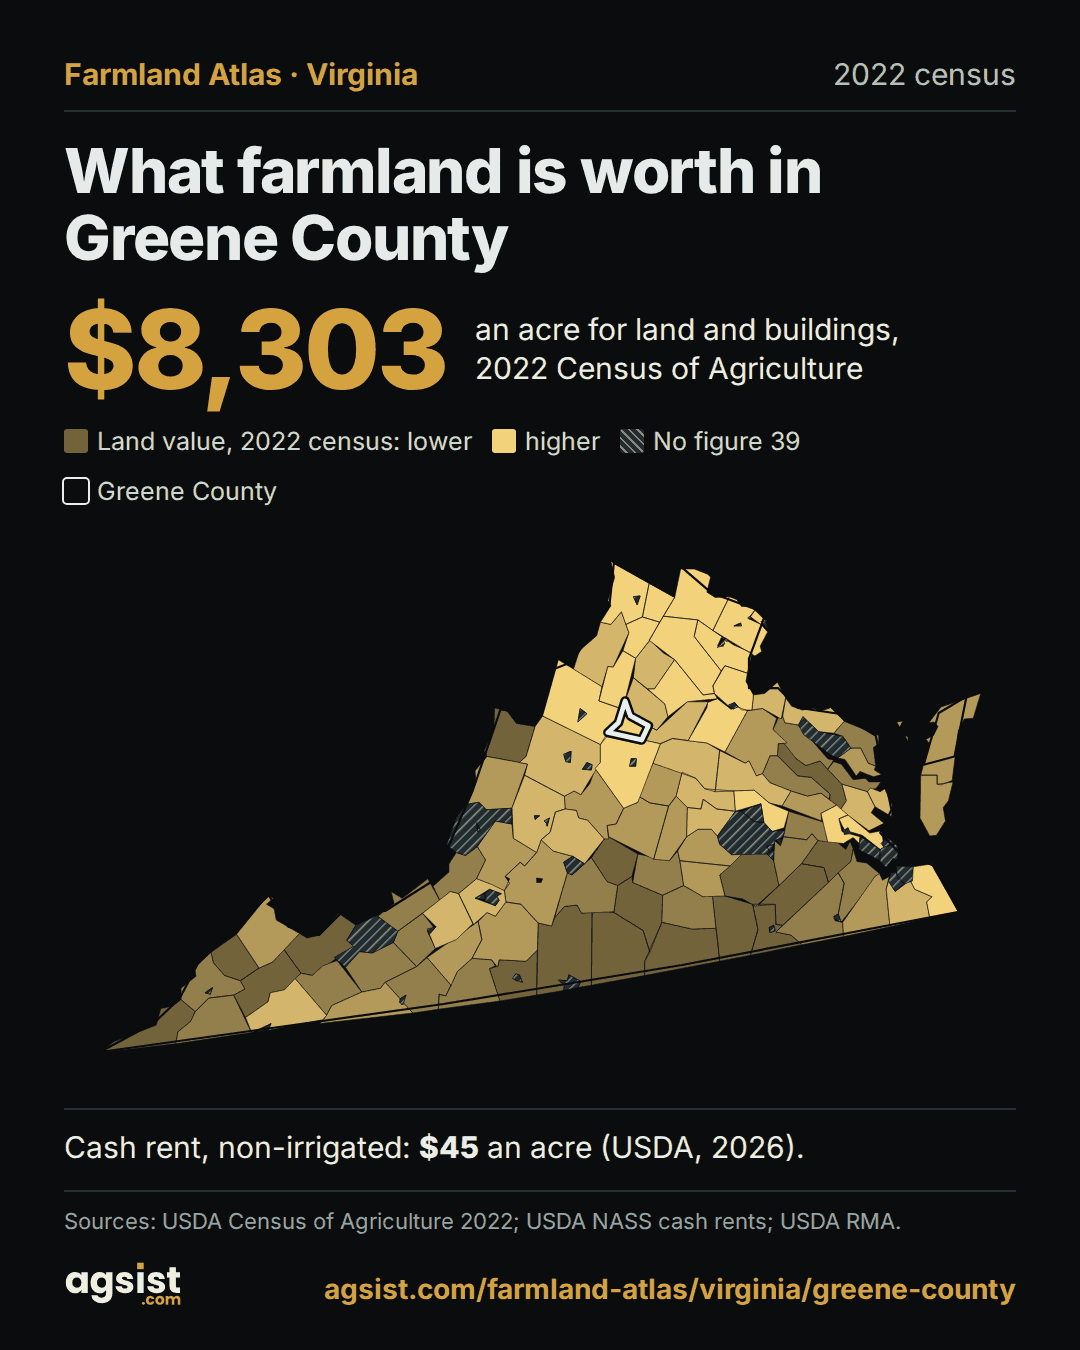 Farmland Atlas · Virginia
2022 census
What farmland is worth in
Greene County
$8,303
an acre for land and buildings,
2022 Census of Agriculture
Land value, 2022 census: lower
higher
No figure 39
Greene County
Cash rent, non-irrigated: $45 an acre (USDA, 2026).
Sources: USDA Census of Agriculture 2022; USDA NASS cash rents; USDA RMA.
agsist
.com
agsist.com/farmland-atlas/virginia/greene-county